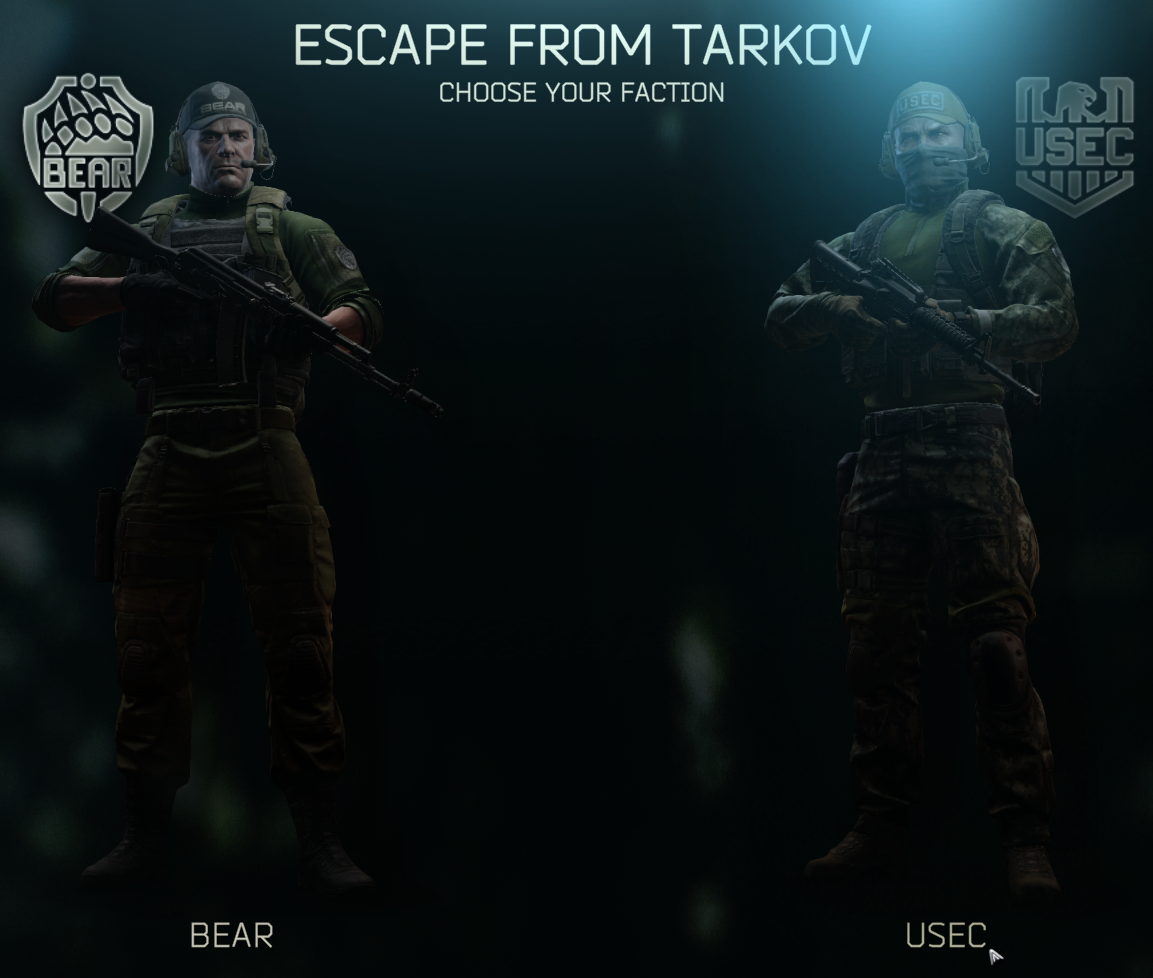 ESCAPE FROM TARKOV
CHOOSE YOUR FACTION
BEAR
BEAR
USEC
USEC
BEAR
USEC